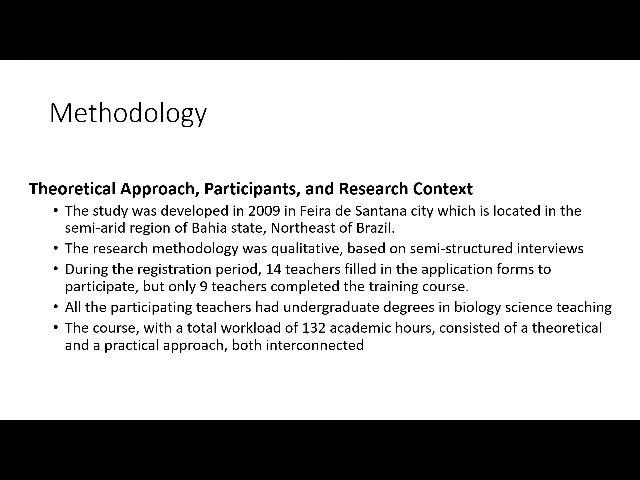 Methodology
Theoretical Approach, Participants, and Research Context
• The study was developed in 2009 in Feira de Santana city which is located in the
semi-arid region of Bahia state, Northeast of Brazil.
• The research methodology was qualitative, based on semi-structured interviews
• During the registration period, 14 teachers filled in the application forms to
participate, but only 9 teachers completed the training course.
• All the participating teachers had undergraduate degrees in biology science teaching
• The course, with a total workload of 132 academic hours, consisted of a theoretical
and a practical approach, both interconnected